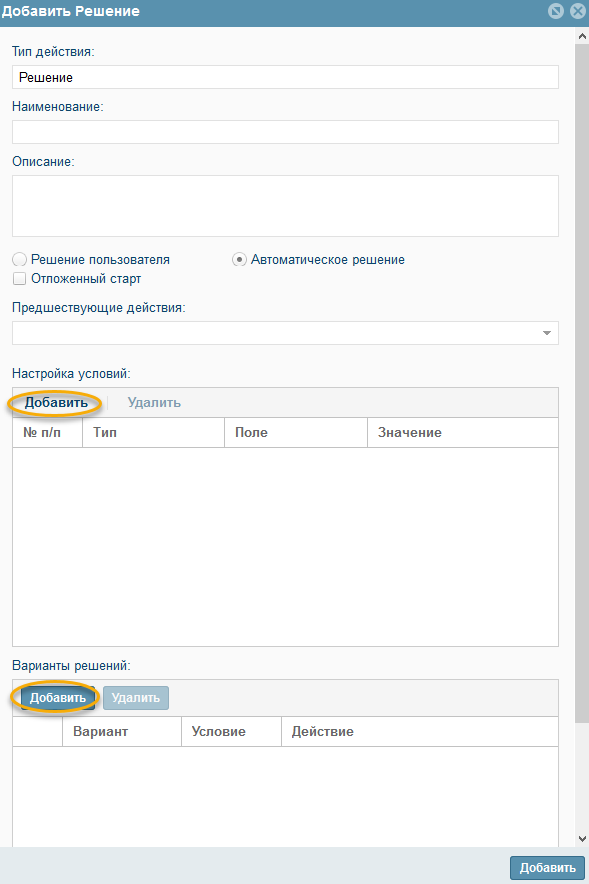 Добавить Решение
Тип действия:
Решение
Наименование:
Описание:
Решение пользователя Автоматическое решение
Отложенный старт
Предшествующие действия:
Настройка условий:
Добавить Удалить
№ п/п Тип Поле Значение
Варианты решений:
Добавить Удалить
Вариант Условие Действие
Добавить